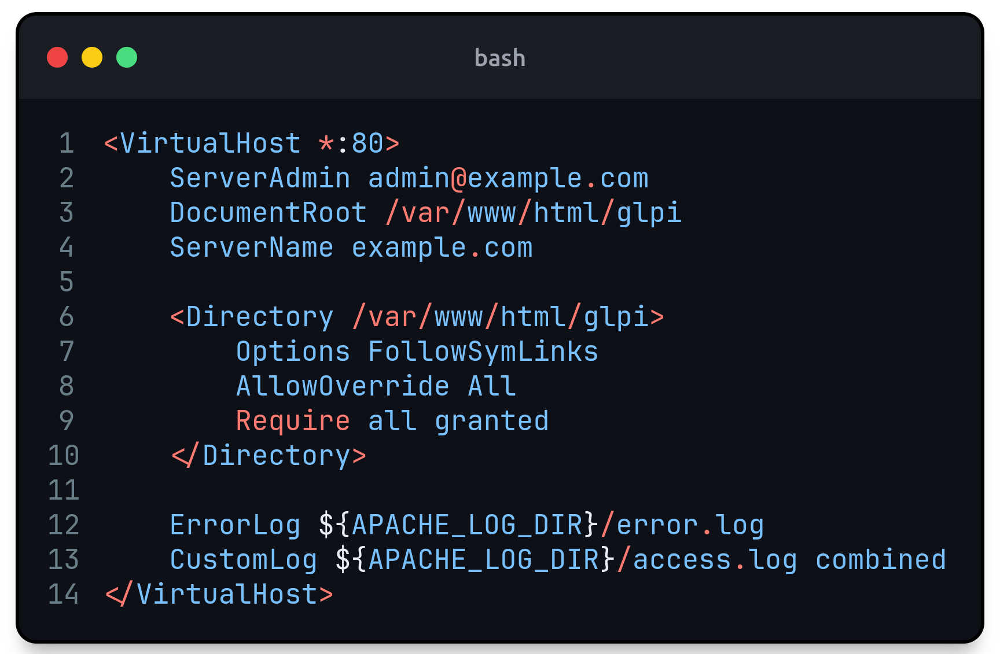 bash
1 <VirtualHost *:80>
2     ServerAdmin admin@example.com
3     DocumentRoot /var/www/html/glpi
4     ServerName example.com
5
6     <Directory /var/www/html/glpi>
7         Options FollowSymLinks
8         AllowOverride All
9         Require all granted
10     </Directory>
11
12     ErrorLog ${APACHE_LOG_DIR}/error.log
13     CustomLog ${APACHE_LOG_DIR}/access.log combined
14 </VirtualHost>